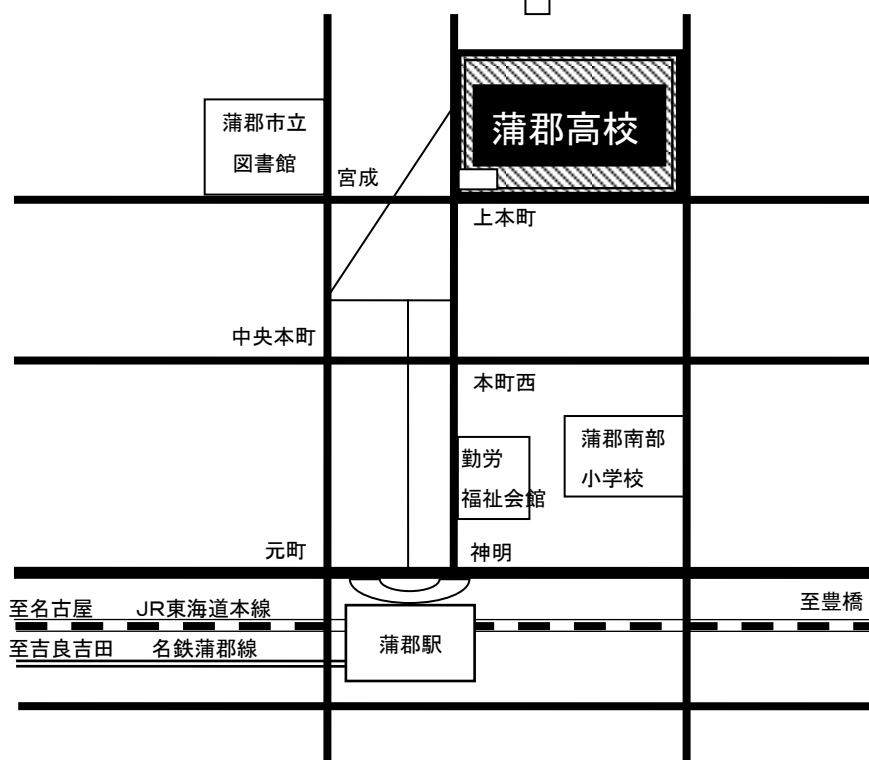 蒲郡高校
蒲郡市立
図書館
宮成
上本町
中央本町
本町西
蒲郡南部
小学校
勤労
福祉会館
元町
神明
至名古屋 JR東海道本線
至豊橋
至吉良吉田 名鉄蒲郡線
蒲郡駅